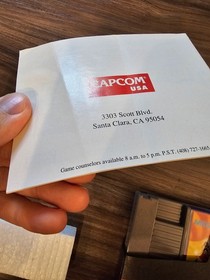 CAPCOM
USA
3303 Scott Blvd.
Santa Clara, CA 95054
Game counselors available 8 a.m. to 5 p.m. P.S.T. (408) 727-1665